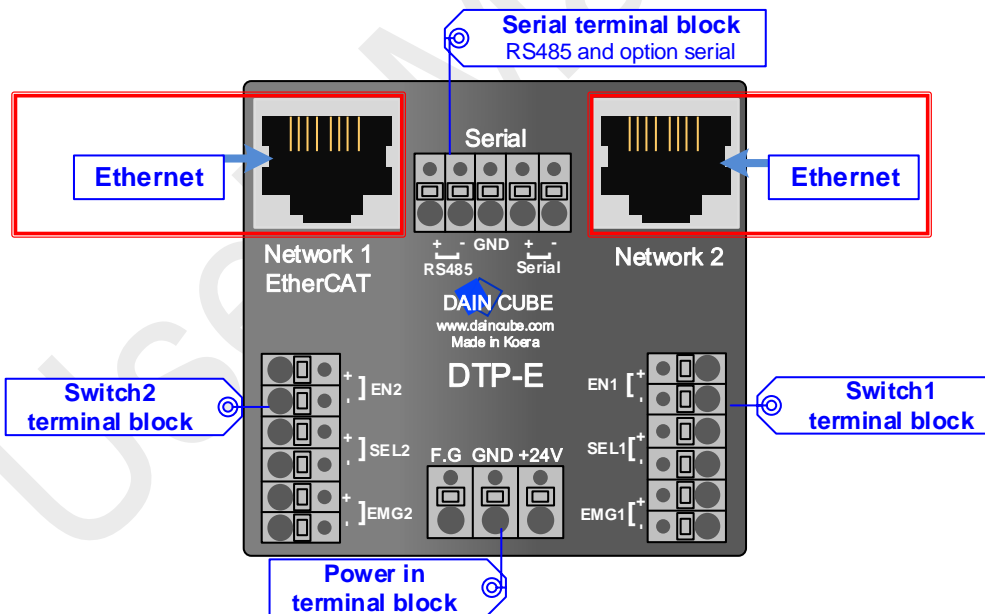 Serial terminal block
RS485 and option serial
Serial
Ethernet
Ethernet
+ - GND + -
RS485 Serial
Network 1
EtherCAT
Network 2
DAIN CUBE
www.daincube.com
Made in Koera
DTP-E
Switch2
terminal block
+
-
EN2
+
-
SEL2
+
-
EMG2
EN1
+
-
SEL1
+
-
EMG1
+
-
Switch1
terminal block
F.G GND +24V
Power in
terminal block